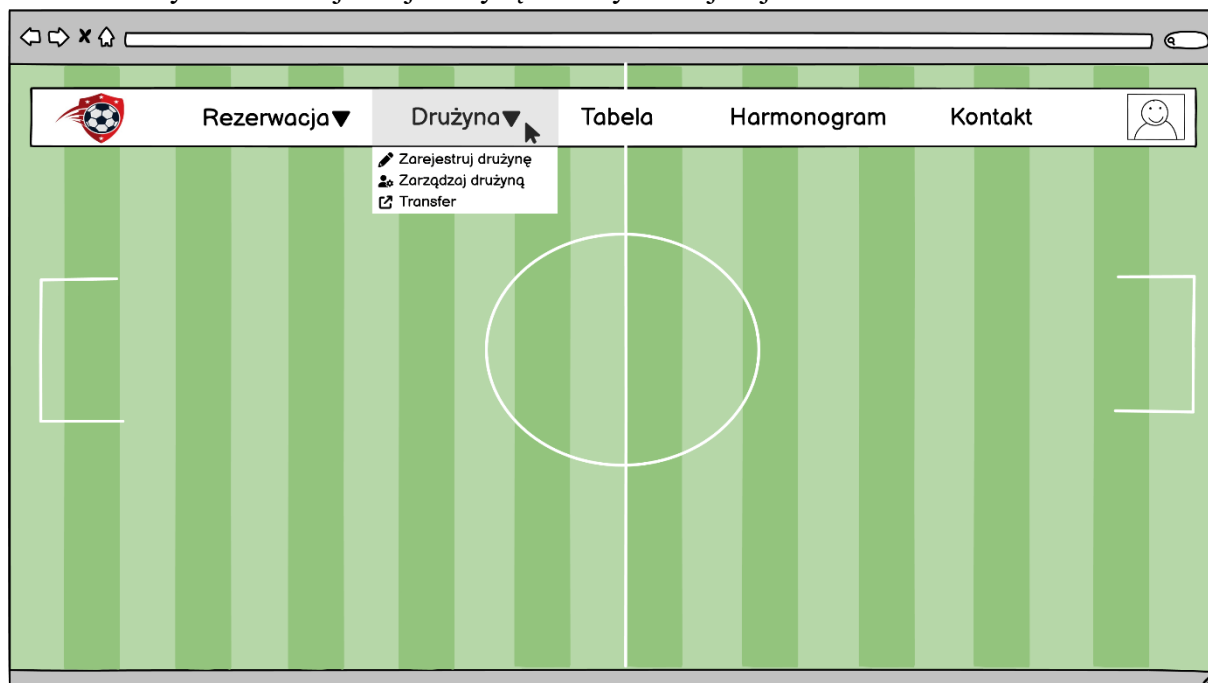 Rezerwacja▼ Drużyna▼ Tabela Harmonogram Kontakt
Zarejestruj drużynę
Zarządzaj drużyną
Transfer